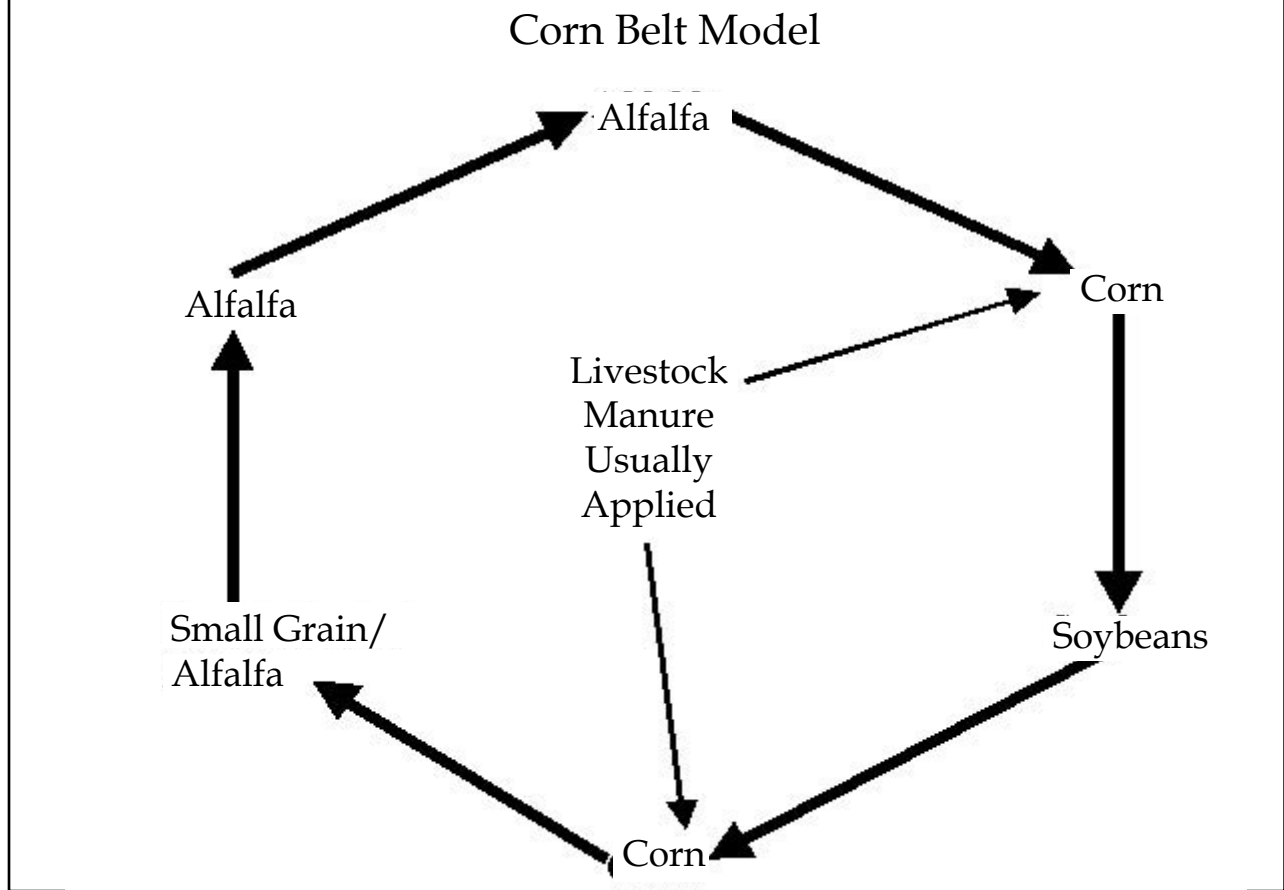 Corn Belt Model
Alfalfa
Corn
Alfalfa
Livestock
Manure
Usually
Applied
Small Grain/
Alfalfa
Soybeans
Corn